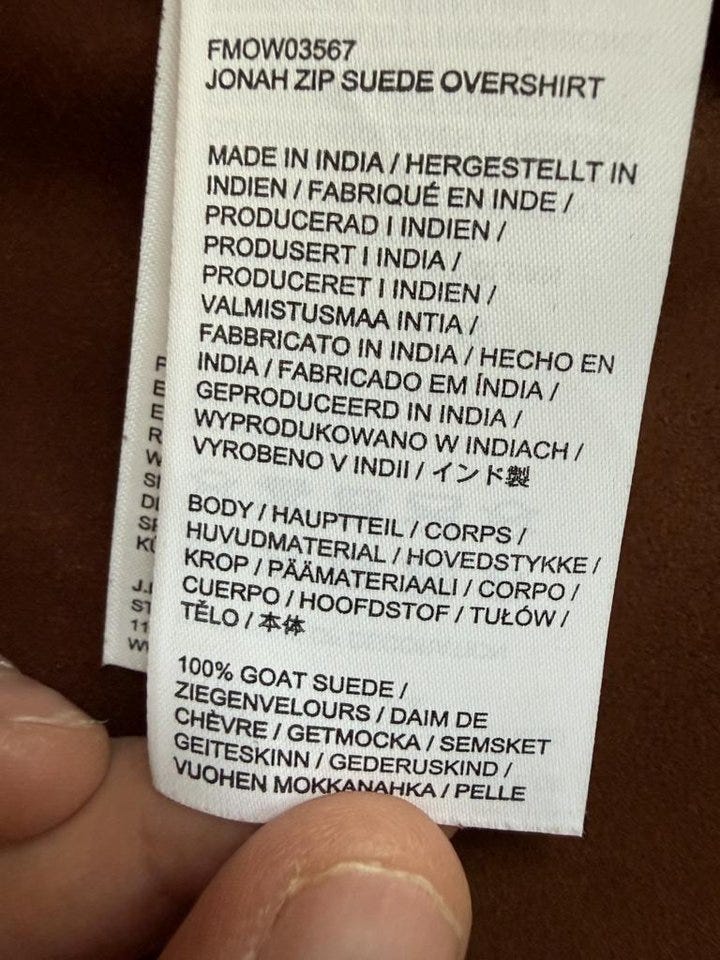 FMOW03567
JONAH ZIP SUEDE OVERSHIRT
MADE IN INDIA / HERGESTELLT IN
INDIEN / FABRIQUÉ EN INDE /
PRODUCERAD I INDIEN /
PRODUSERT I INDIA /
PRODUCERET I INDIEN /
VALMISTUSMAA INTIA /
FABBRICATO IN INDIA / HECHO EN
INDIA / FABRICADO EM ÍNDIA /
GEPRODUCEERD IN INDIA /
WYPRODUKOWANO W INDIACH /
VYROBENO V INDII / インド製
BODY / HAUPTTEIL / CORPS /
HUVUDMATERIAL / HOVEDSTYKKE /
KROP / PÄÄMATERIAALI / CORPO /
CUERPO / HOOFDSTOF / TUŁÓW /
TĚLO / 本体
100% GOAT SUEDE /
ZIEGENVELOURS / DAIM DE
CHÈVRE / GETMOCKA / SEMSKET
GEITESKINN / GEDERUSKIND /
VUOHEN MOKKANAHKA / PELLE